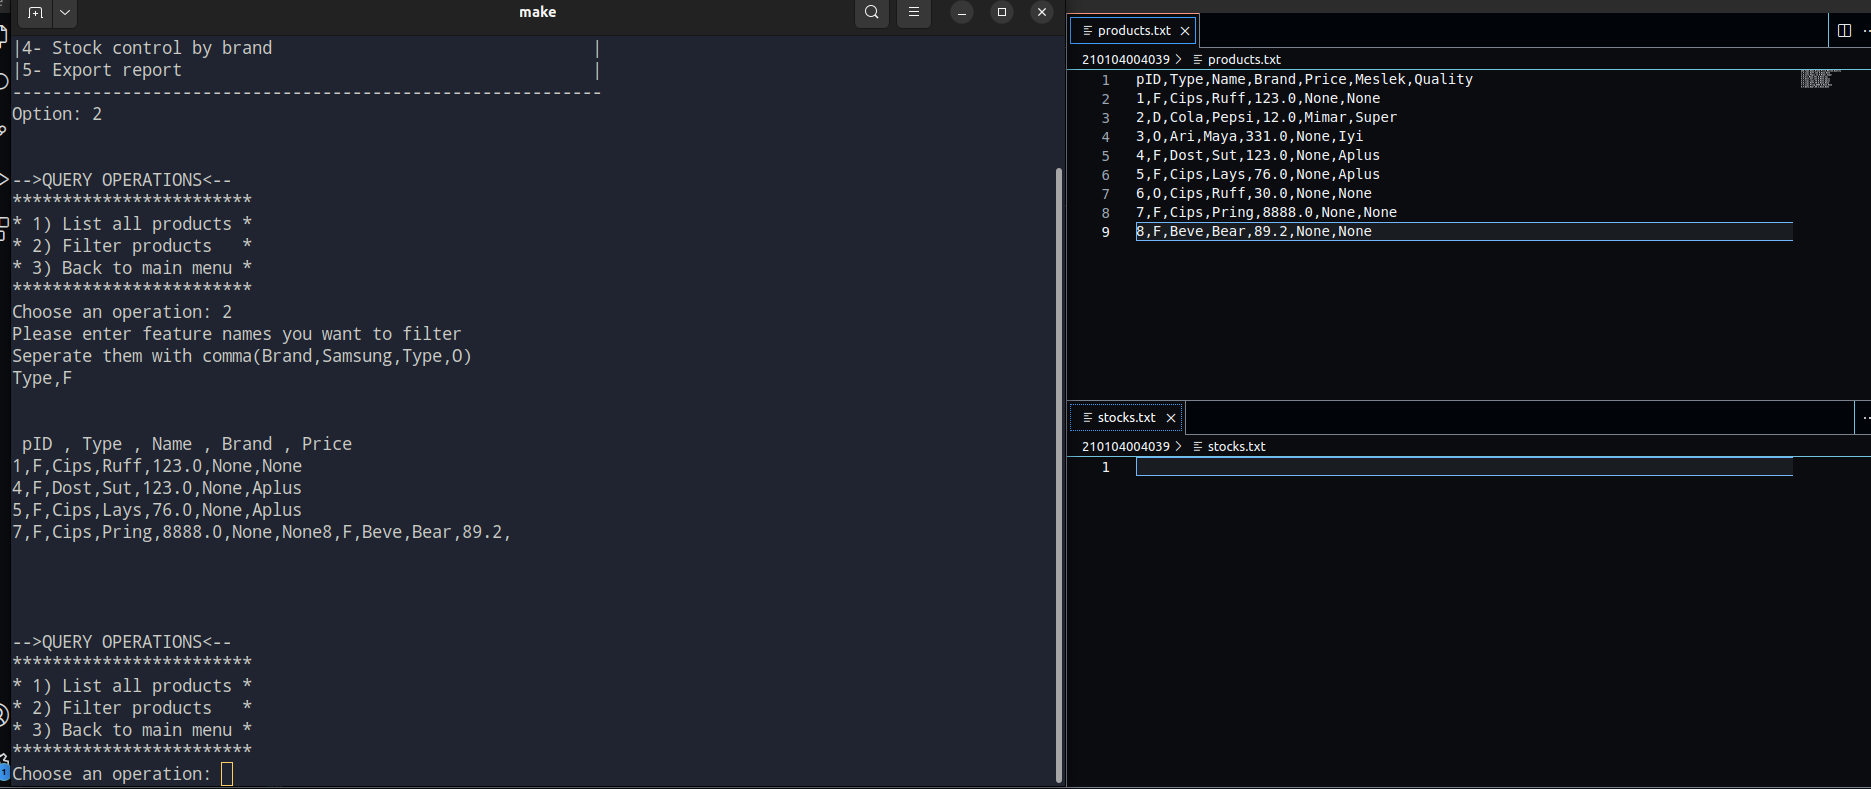 make
|4- Stock control by brand |
|5- Export report |
-----------------------------------------------------------
Option: 2
-->QUERY OPERATIONS<--
************************
* 1) List all products *
* 2) Filter products   *
* 3) Back to main menu *
************************
Choose an operation: 2
Please enter feature names you want to filter
Seperate them with comma(Brand,Samsung,Type,O)
Type,F
pID , Type , Name , Brand , Price
1,F,Cips,Ruff,123.0,None,None
4,F,Dost,Sut,123.0,None,Aplus
5,F,Cips,Lays,76.0,None,Aplus
7,F,Cips,Pring,8888.0,None,None8,F,Beve,Bear,89.2,
-->QUERY OPERATIONS<--
************************
* 1) List all products *
* 2) Filter products   *
* 3) Back to main menu *
************************
Choose an operation:
1
products.txt
210104004039 > products.txt
1 pID,Type,Name,Brand,Price,Meslek,Quality
2 1,F,Cips,Ruff,123.0,None,None
3 2,D,Cola,Pepsi,12.0,Mimar,Super
4 3,O,Ari,Maya,331.0,None,Iyi
5 4,F,Dost,Sut,123.0,None,Aplus
6 5,F,Cips,Lays,76.0,None,Aplus
7 6,O,Cips,Ruff,30.0,None,None
8 7,F,Cips,Pring,8888.0,None,None
9 8,F,Beve,Bear,89.2,None,None
stocks.txt
210104004039 > stocks.txt
1